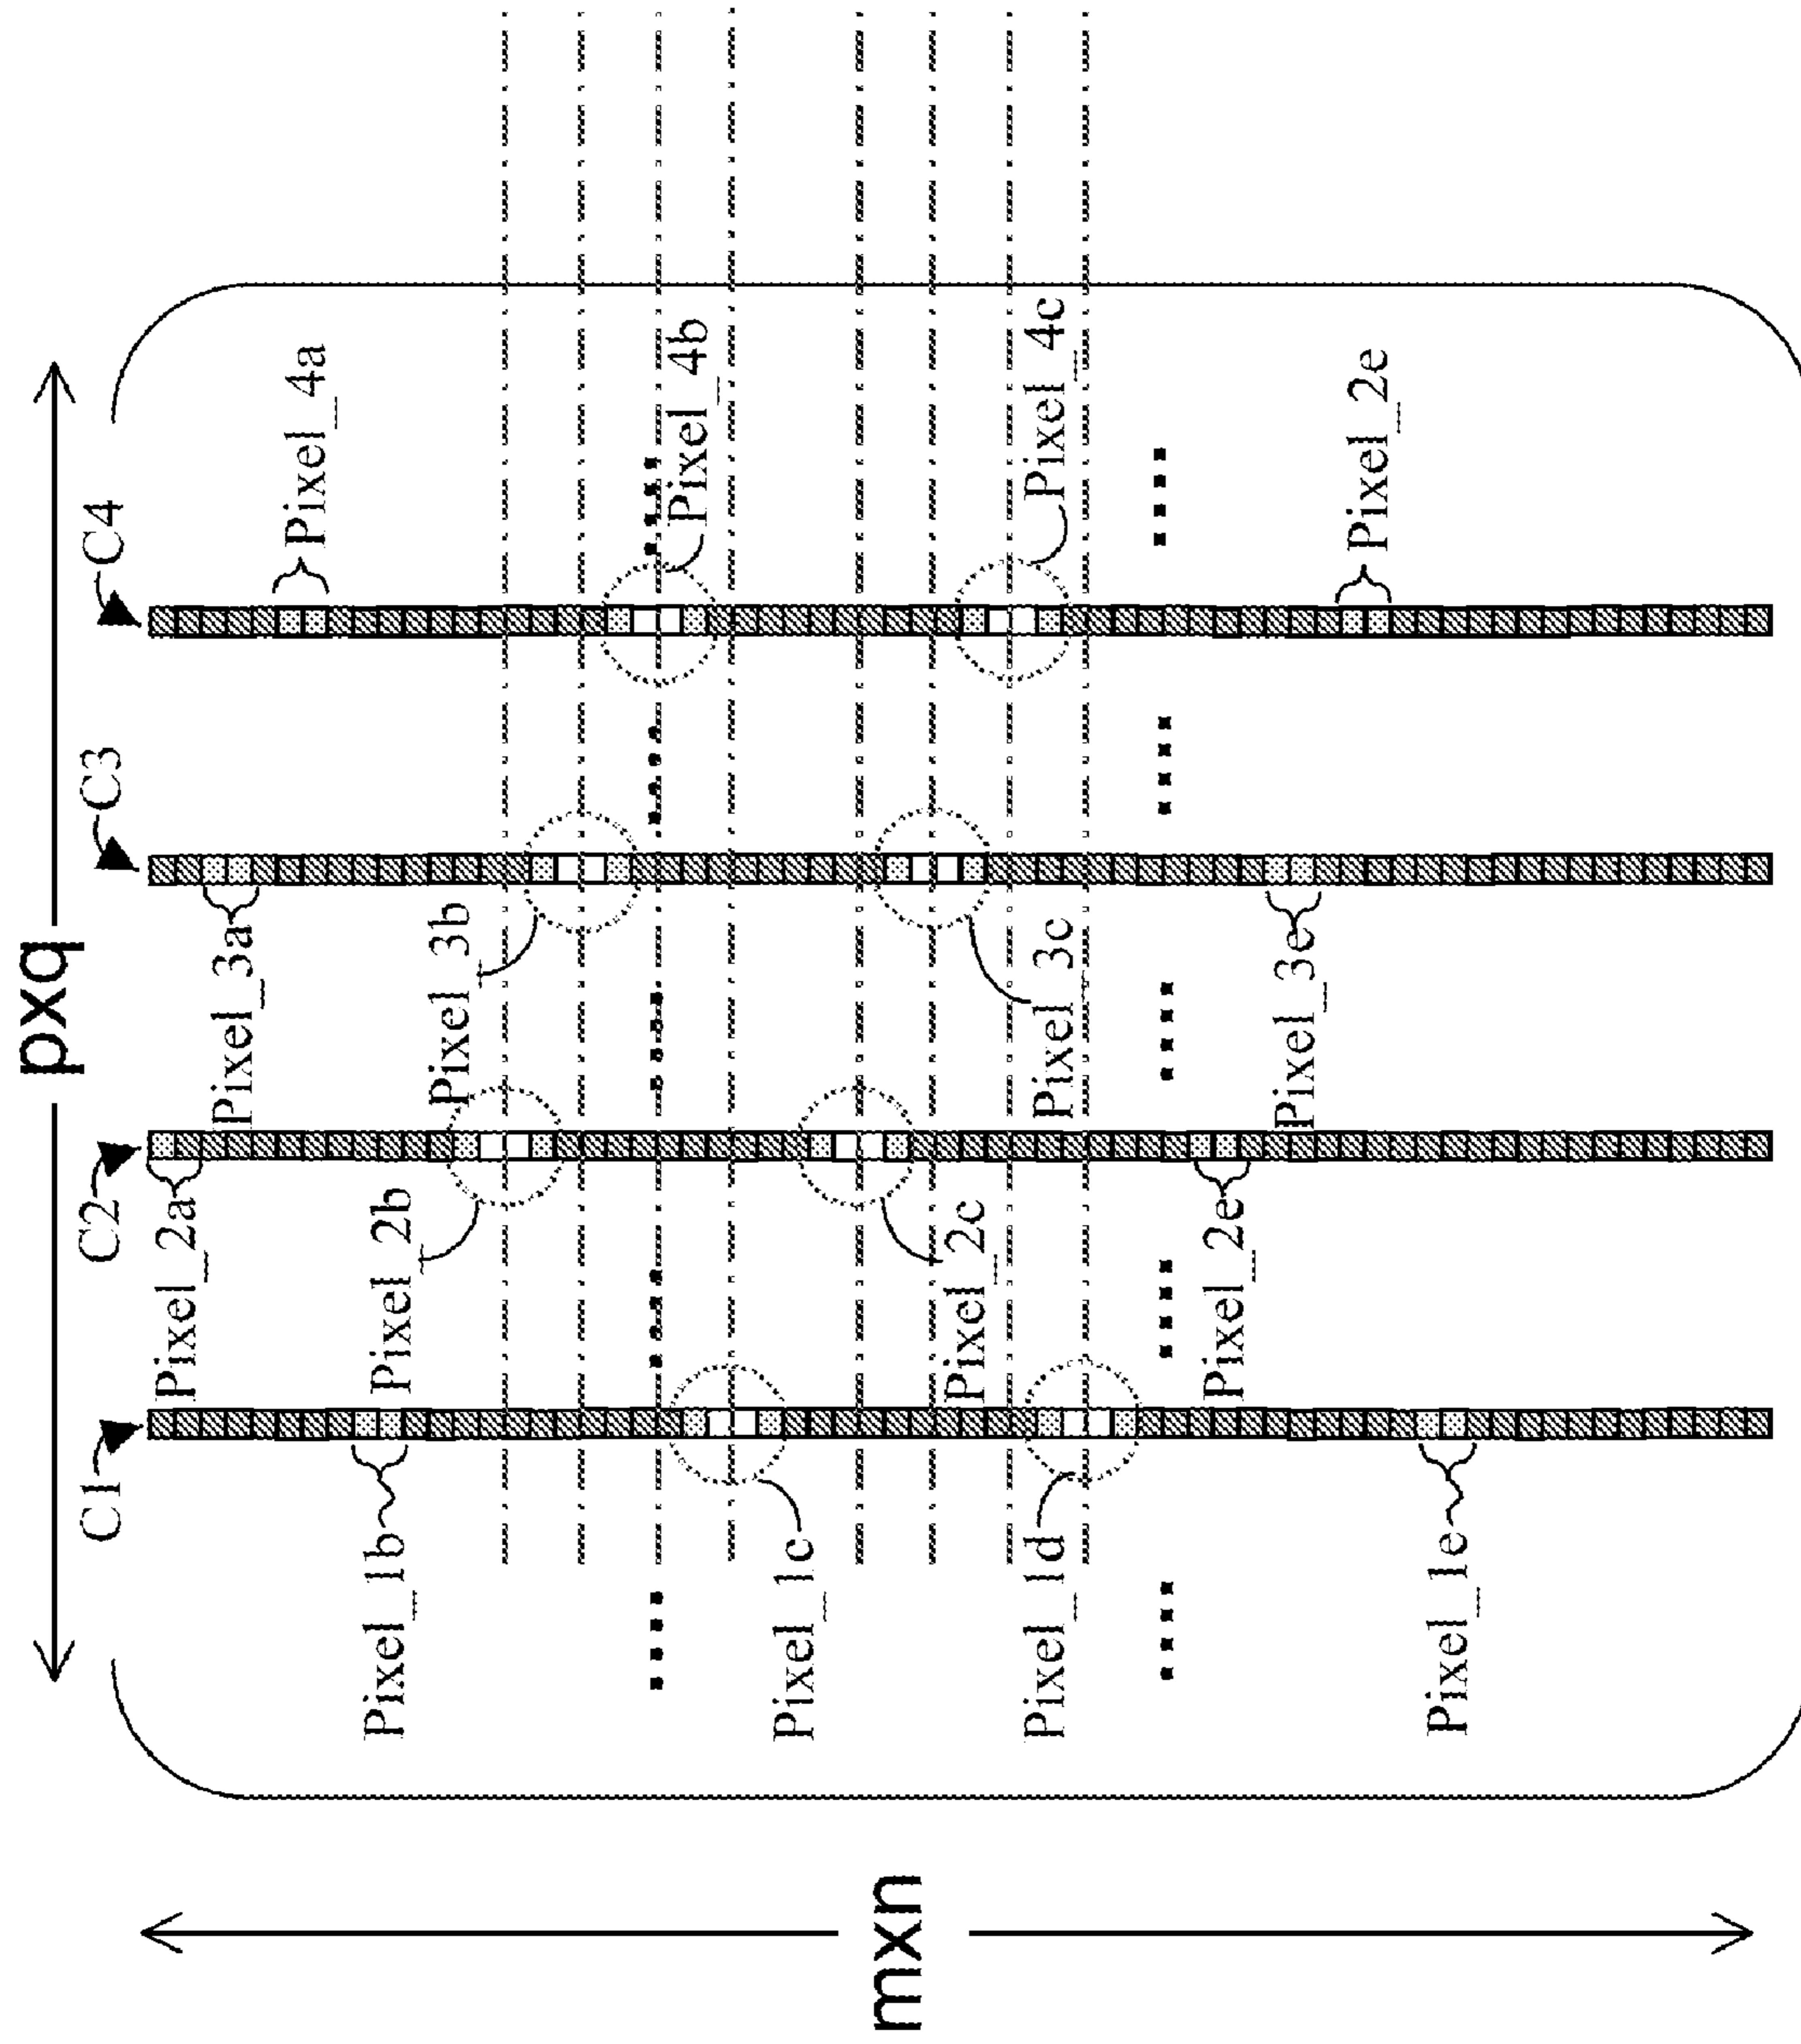 pxq
C1
C2
C3
C4
Pixel_2a
Pixel_3a
Pixel_4a
Pixel_1b
Pixel_2b
Pixel_3b
Pixel_4b
Pixel_1c
Pixel_2c
Pixel_3c
Pixel_4c
Pixel_1d
Pixel_1e
Pixel_2e
Pixel_3e
Pixel_2e
mxn